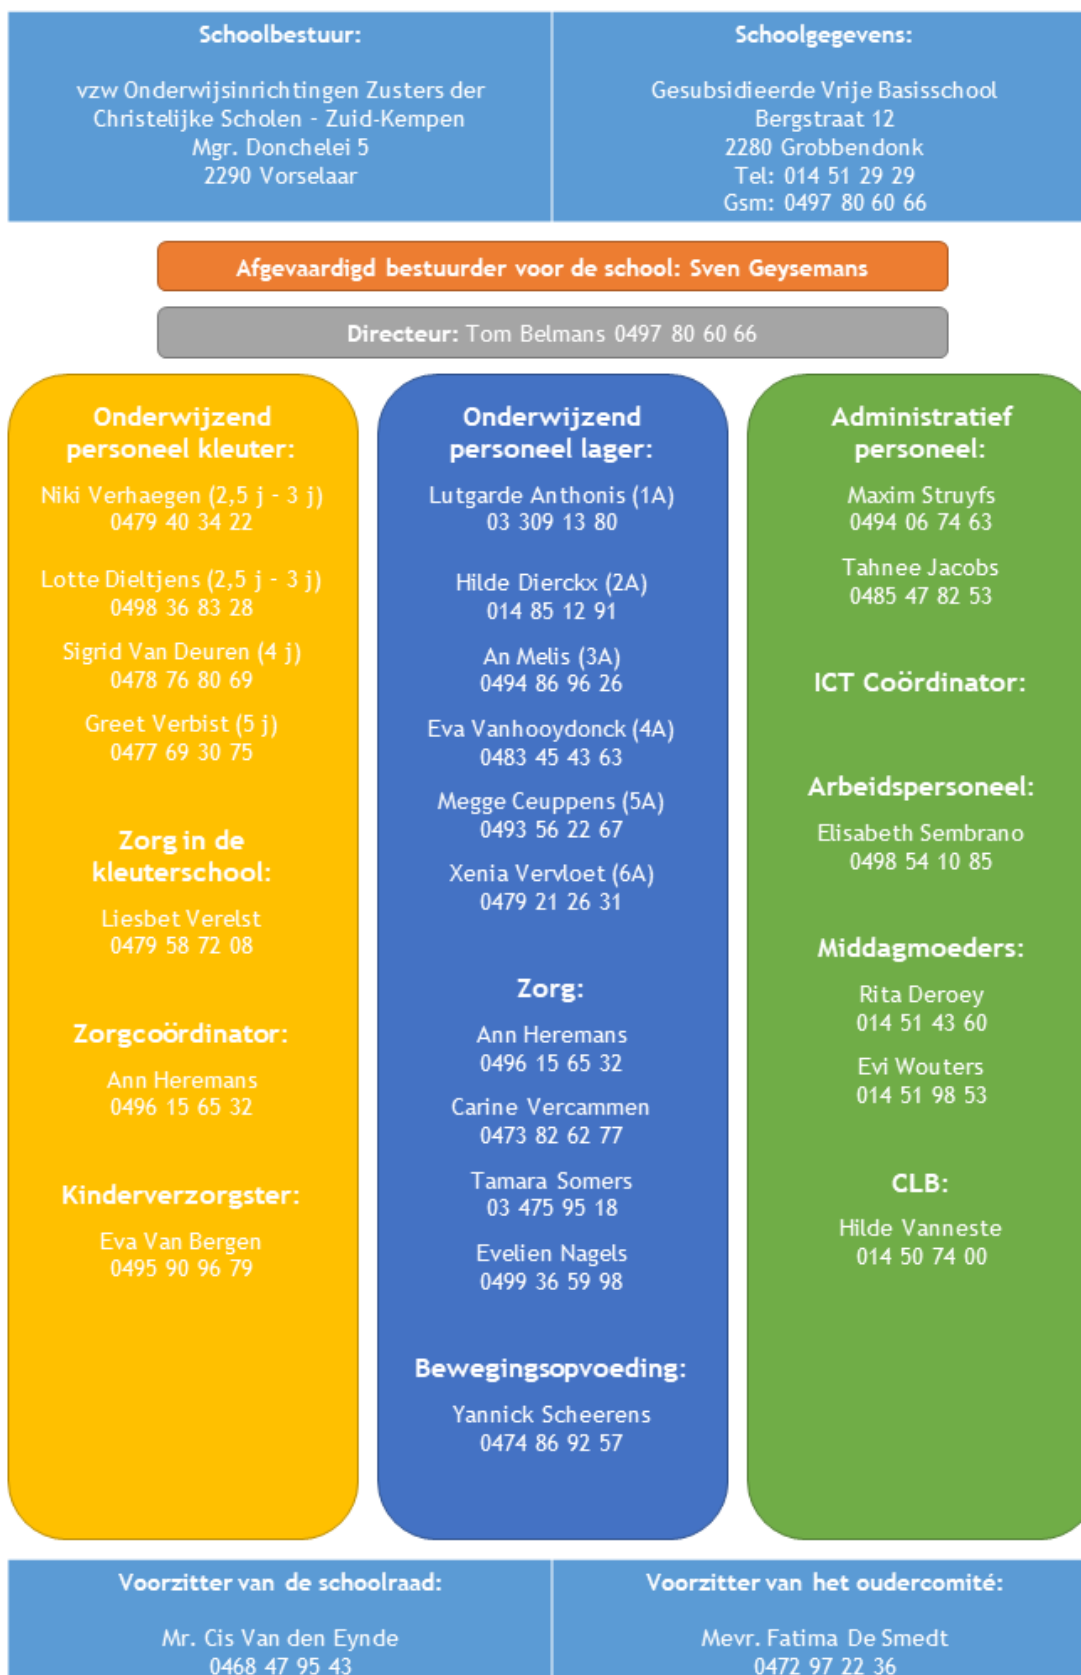 Schoolbestuur:
vzw Onderwijsinrichtingen Zusters der
Christelijke Scholen - Zuid-Kempen
Mgr. Donchelei 5
2290 Vorselaar
Schoolgegevens:
Gesubsidieerde Vrije Basisschool
Bergstraat 12
2280 Grobbendonk
Tel: 014 51 29 29
Gsm: 0497 80 60 66
Afgevaardigd bestuurder voor de school: Sven Geysemans
Directeur: Tom Belmans 0497 80 60 66
Onderwijzend
personeel kleuter:
Niki Verhaegen (2,5 j - 3 j)
0479 40 34 22
Lotte Dieltjens (2,5 j - 3 j)
0498 36 83 28
Sigrid Van Deuren (4 j)
0478 76 80 69
Greet Verbist (5 j)
0477 69 30 75
Zorg in de
kleuterschool:
Liesbet Verelst
0479 58 72 08
Zorgcoördinator:
Ann Heremans
0496 15 65 32
Kinderverzorgster:
Eva Van Bergen
0495 90 96 79
Onderwijzend
personeel lager:
Lutgarde Anthonis (1A)
03 309 13 80
Hilde Dierckx (2A)
014 85 12 91
An Melis (3A)
0494 86 96 26
Eva Vanhooydonck (4A)
0483 45 43 63
Megge Ceuppens (5A)
0493 56 22 67
Xenia Vervloet (6A)
0479 21 26 31
Zorg:
Ann Heremans
0496 15 65 32
Carine Vercammen
0473 82 62 77
Tamara Somers
03 475 95 18
Evelien Nagels
0499 36 59 98
Bewegingsopvoeding:
Yannick Scheerens
0474 86 92 57
Administratief
personeel:
Maxim Struyfs
0494 06 74 63
Tahnee Jacobs
0485 47 82 53
ICT Coördinator:
Arbeidspersoneel:
Elisabeth Sembrano
0498 54 10 85
Middagmoeders:
Rita Deroey
014 51 43 60
Evi Wouters
014 51 98 53
CLB:
Hilde Vanneste
014 50 74 00
Voorzitter van de schoolraad:
Mr. Cis Van den Eynde
0468 47 95 43
Voorzitter van het oudercomité:
Mevr. Fatima De Smedt
0472 97 22 36